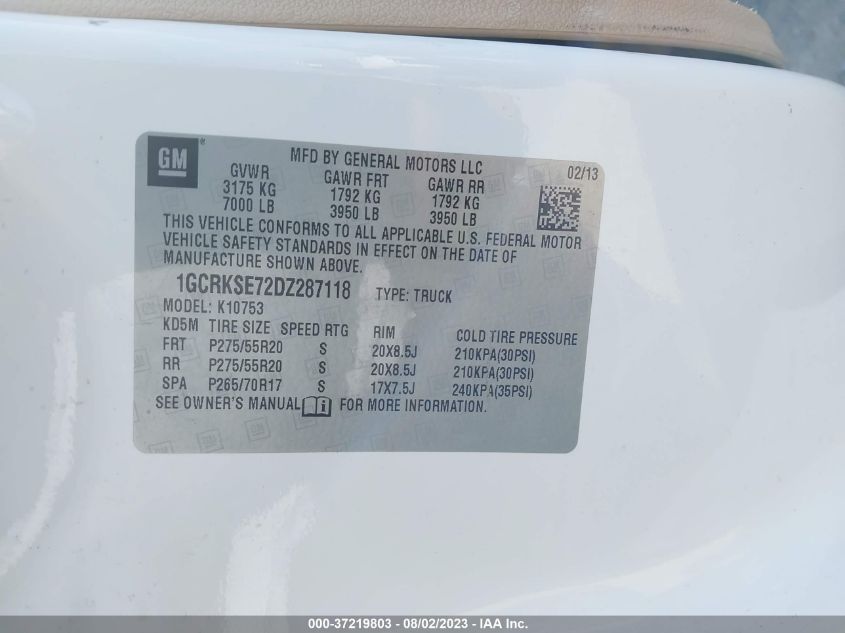 GM ®
MFD BY GENERAL MOTORS LLC 02/13
GVWR GAWR FRT GAWR RR
3175 KG 1792 KG 1792 KG
7000 LB 3950 LB 3950 LB
THIS VEHICLE CONFORMS TO ALL APPLICABLE U.S. FEDERAL MOTOR
VEHICLE SAFETY STANDARDS IN EFFECT ON THE DATE OF
MANUFACTURE SHOWN ABOVE.
1GCRKSE72DZ287118 TYPE: TRUCK
MODEL: K10753
KD5M TIRE SIZE SPEED RTG RIM COLD TIRE PRESSURE
FRT P275/55R20 S 20X8.5J 210KPA(30PSI)
RR P275/55R20 S 20X8.5J 210KPA(30PSI)
SPA P265/70R17 S 17X7.5J 240KPA(35PSI)
SEE OWNER'S MANUAL FOR MORE INFORMATION.
000-37219803 - 08/02/2023 - © IAA Inc.